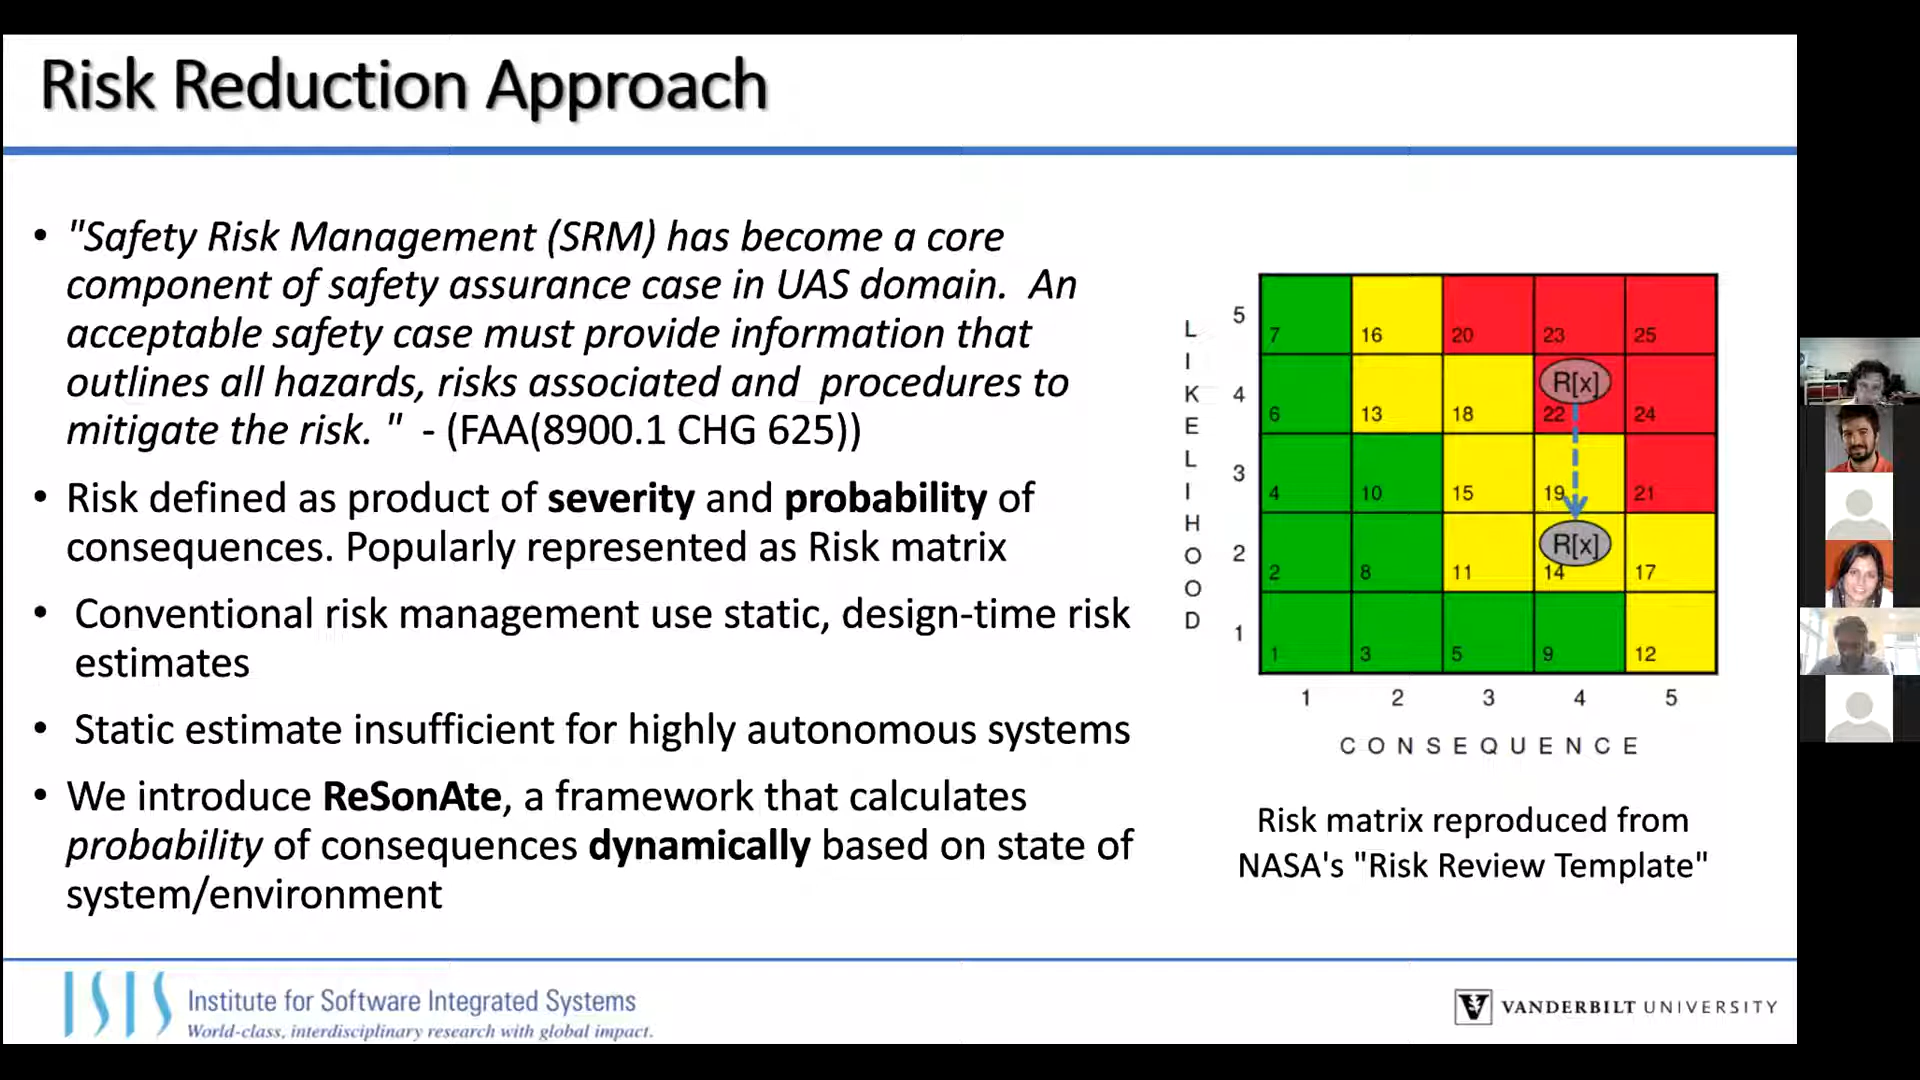 Risk Reduction Approach
• "Safety Risk Management (SRM) has become a core
component of safety assurance case in UAS domain. An
acceptable safety case must provide information that
outlines all hazards, risks associated and procedures to
mitigate the risk. " - (FAA(8900.1 CHG 625))
• Risk defined as product of severity and probability of
consequences. Popularly represented as Risk matrix
• Conventional risk management use static, design-time risk
estimates
• Static estimate insufficient for highly autonomous systems
• We introduce ReSonAte, a framework that calculates
probability of consequences dynamically based on state of
system/environment
LIKELIHOOD
5 7 16 20 23 25
R[x]
4 6 13 18 22 24
3 4 10 15 19 21
R[x]
2 2 8 11 14 17
1 1 3 5 9 12
1 2 3 4 5
CONSEQUENCE
Risk matrix reproduced from
NASA's "Risk Review Template"
ISIS Institute for Software Integrated Systems
World-class, interdisciplinary research with global impact.
V VANDERBILT UNIVERSITY